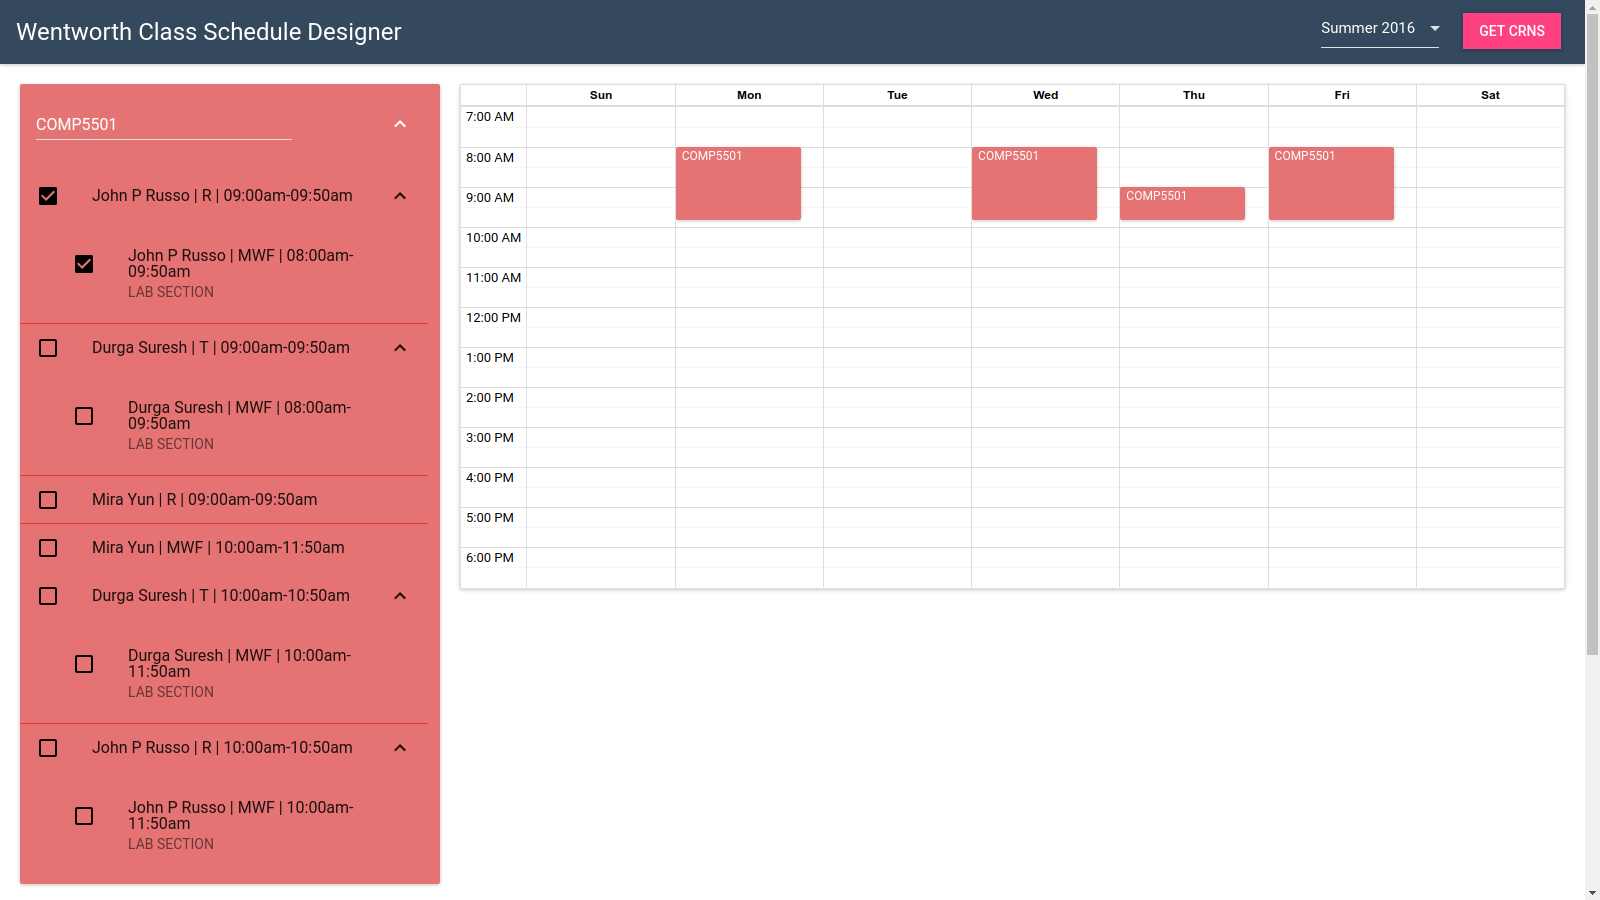 Wentworth Class Schedule Designer
Summer 2016
GET CRNS
COMP5501
John P Russo | R | 09:00am-09:50am
John P Russo | MWF | 08:00am-
09:50am
LAB SECTION
Durga Suresh | T | 09:00am-09:50am
Durga Suresh | MWF | 08:00am-
09:50am
LAB SECTION
Mira Yun | R | 09:00am-09:50am
Mira Yun | MWF | 10:00am-11:50am
Durga Suresh | T | 10:00am-10:50am
Durga Suresh | MWF | 10:00am-
11:50am
LAB SECTION
John P Russo | R | 10:00am-10:50am
John P Russo | MWF | 10:00am-
11:50am
LAB SECTION
Sun Mon Tue Wed Thu Fri Sat
7:00 AM
8:00 AM COMP5501 COMP5501 COMP5501
9:00 AM COMP5501
10:00 AM
11:00 AM
12:00 PM
1:00 PM
2:00 PM
3:00 PM
4:00 PM
5:00 PM
6:00 PM